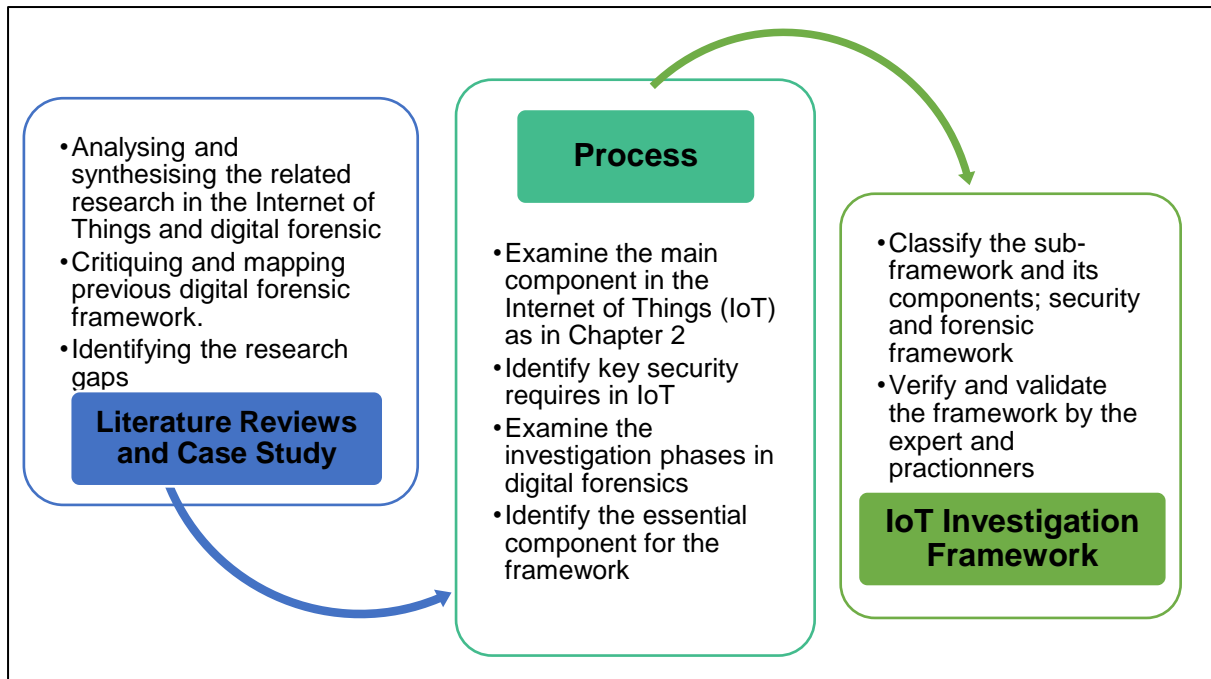 •Analysing and
synthesising the related
research in the Internet of
Things and digital forensic
•Critiquing and mapping
previous digital forensic
framework.
•Identifying the research
gaps
Literature Reviews
and Case Study
Process
•Examine the main
component in the
Internet of Things (IoT)
as in Chapter 2
•Identify key security
requires in IoT
•Examine the
investigation phases in
digital forensics
•Identify the essential
component for the
framework
•Classify the sub-
framework and its
components; security
and forensic
framework
•Verify and validate
the framework by the
expert and
practionners
IoT Investigation
Framework